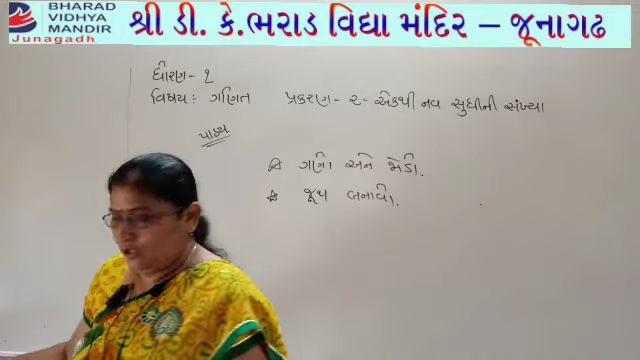 BHARAD
VIDHYA
MANDIR
Junagadh
શ્રી ડી. કે.ભરાડ વિદ્યા મંદિર – જૂનાગઢ
ધોરણ - ૧
વિષય : ગણિત પ્રકરણ - ૨ - એકથી નવ સુધીની સંખ્યા
પાઠ્ય
ગણો અને જોડો.
જૂથ બનાવો.